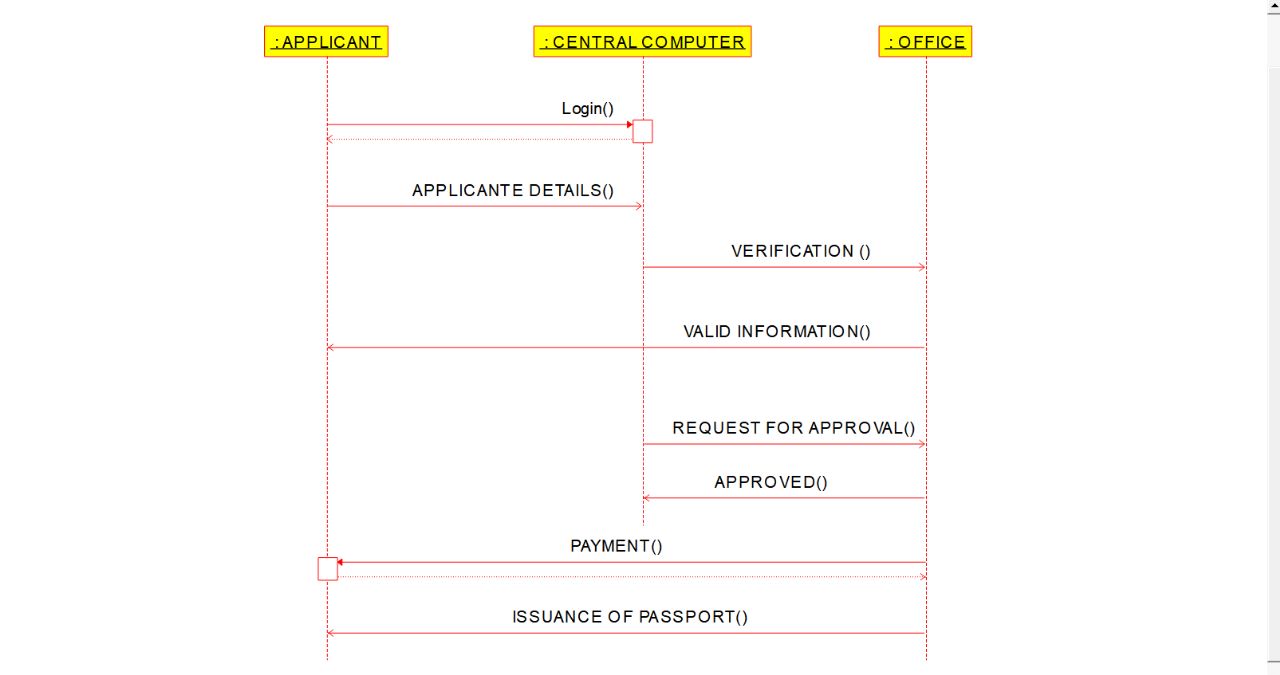 : APPLICANT
: CENTRAL COMPUTER
: OFFICE
Login()
APPLICANTE DETAILS()
VERIFICATION ()
VALID INFORMATION()
REQUEST FOR APPROVAL()
APPROVED()
PAYMENT()
ISSUANCE OF PASSPORT()